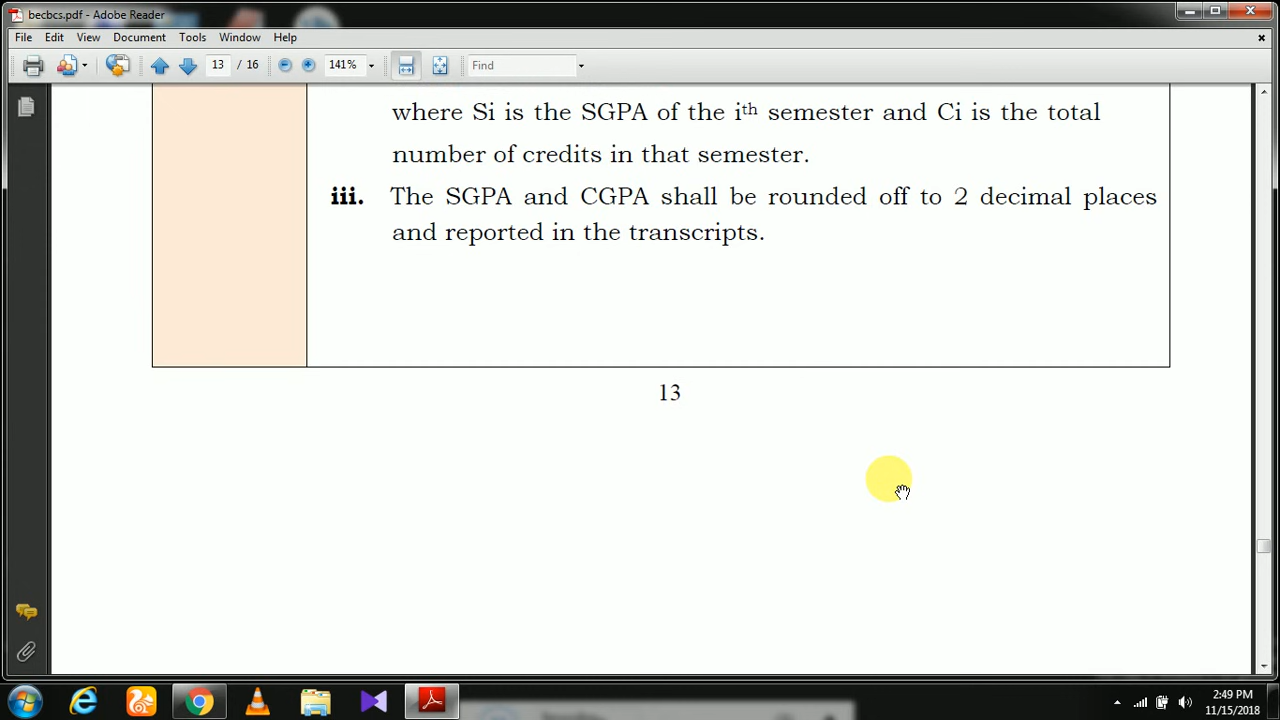 becbcs.pdf - Adobe Reader
File Edit View Document Tools Window Help
13 / 16 141% Find
where Si is the SGPA of the ith semester and Ci is the total
number of credits in that semester.
iii. The SGPA and CGPA shall be rounded off to 2 decimal places
and reported in the transcripts.
13
2:49 PM
11/15/2018